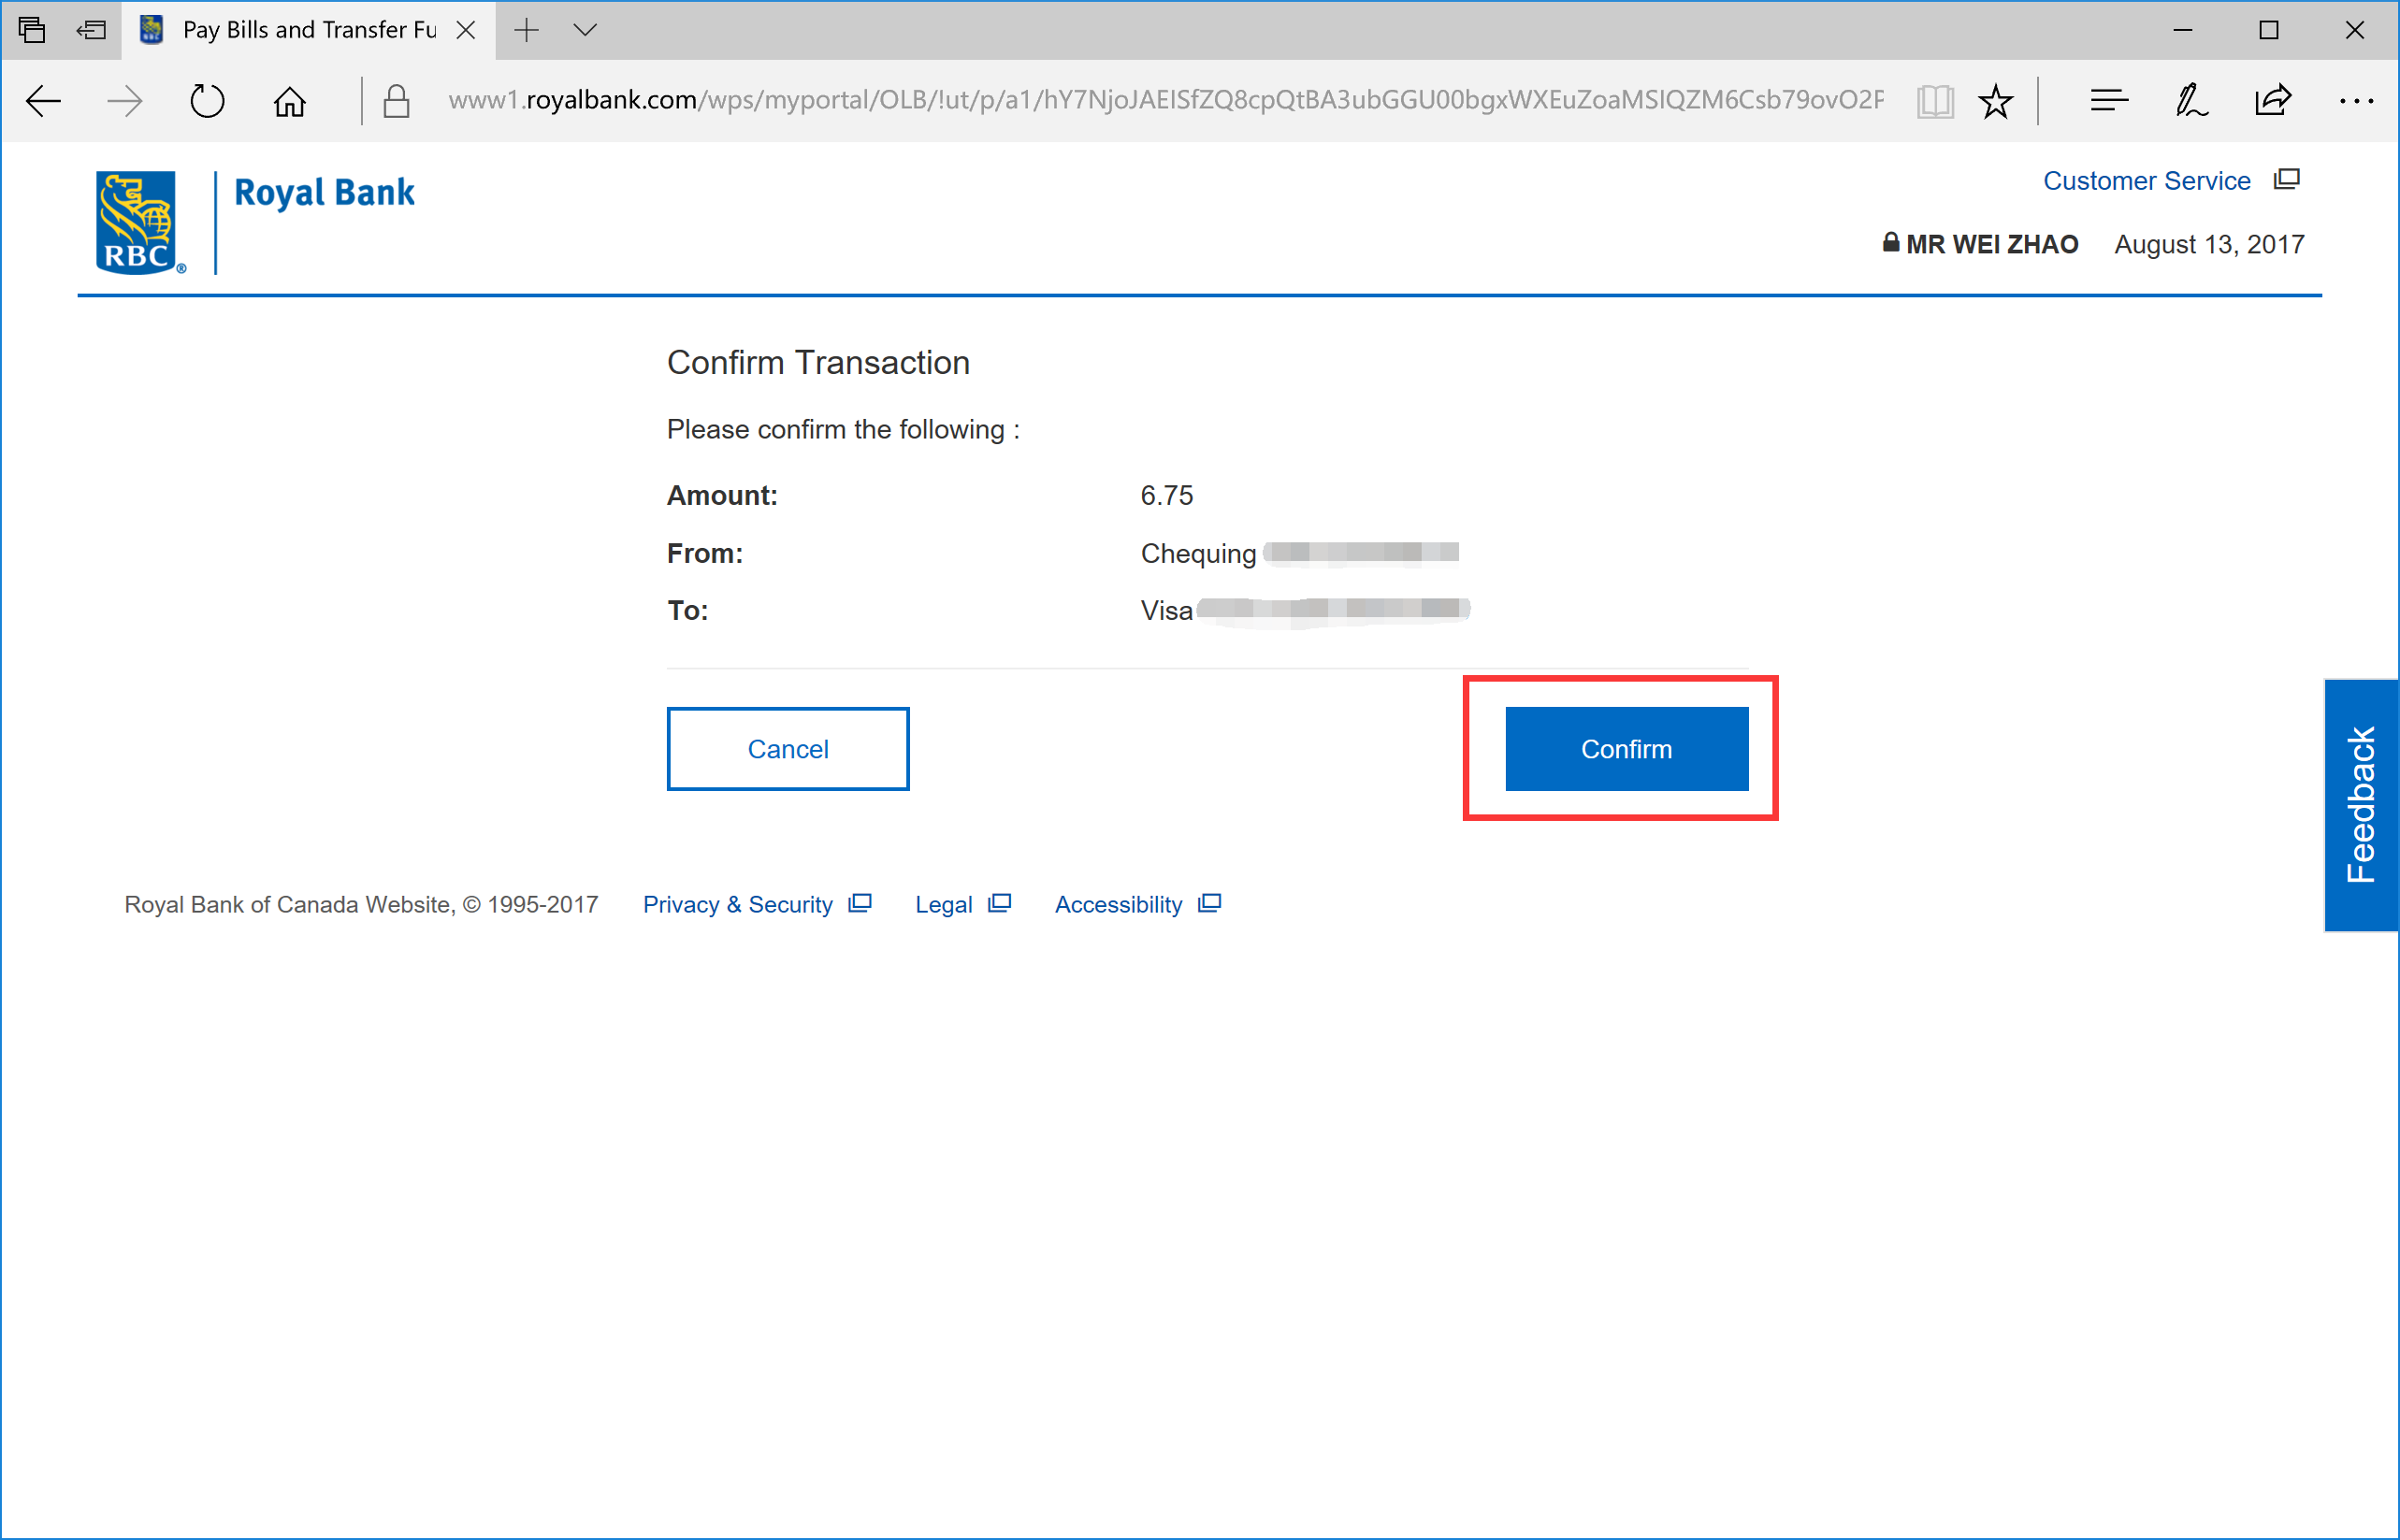 Pay Bills and Transfer Fu
www1.royalbank.com/wps/myportal/OLB/!ut/p/a1/hY7NjoJAEISfZQ8cpQtBA3ubGGU00bgxWXEuZoaMSIQZM6Csb79ovO2F
RBC
Royal Bank
Customer Service
MR WEI ZHAO August 13, 2017
Confirm Transaction
Please confirm the following :
Amount: 6.75
From: Chequing
To: Visa
Cancel Confirm
Feedback
Royal Bank of Canada Website, © 1995-2017 Privacy & Security Legal Accessibility